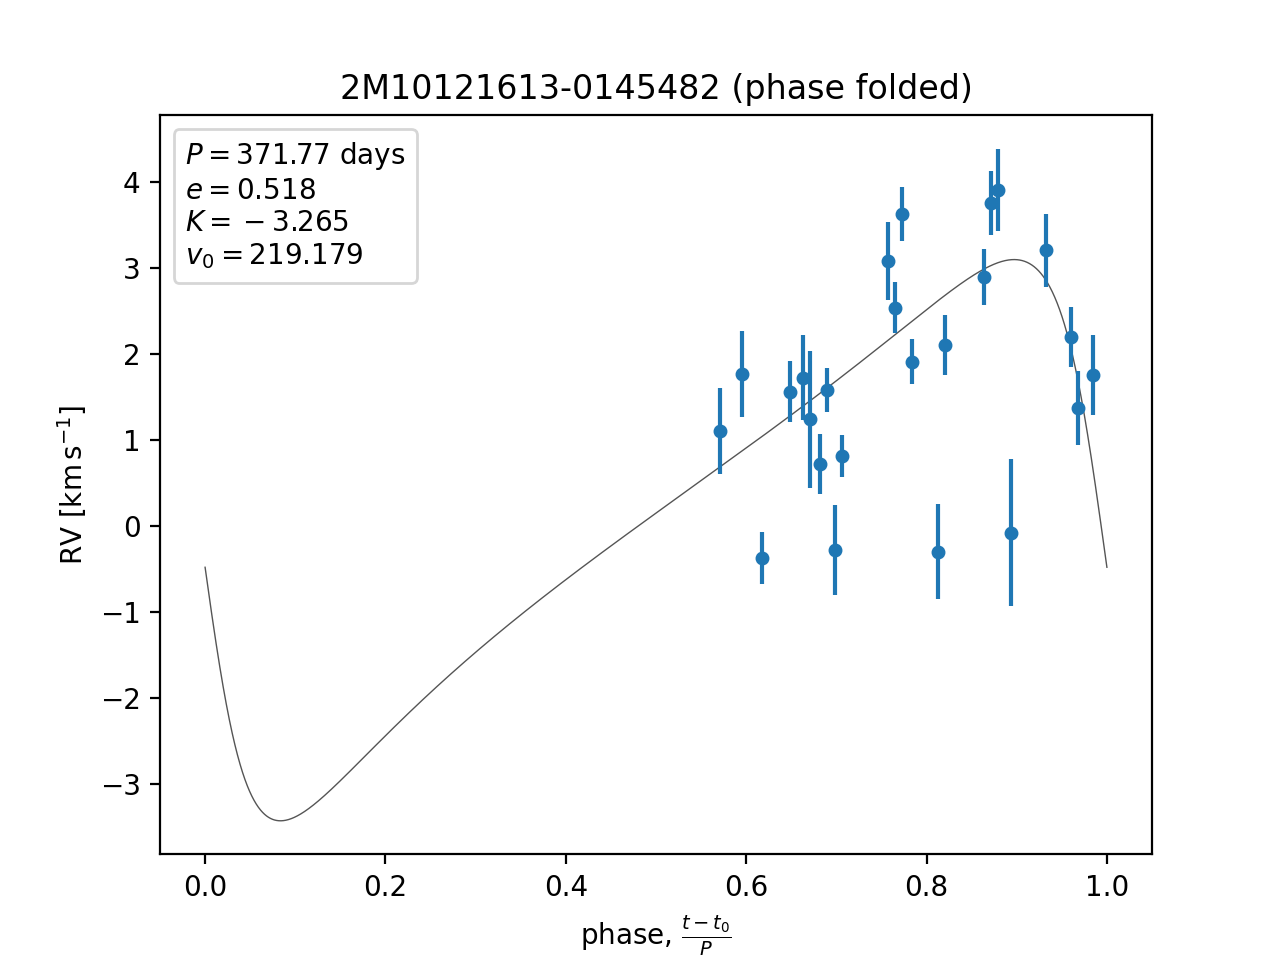 2M10121613-0145482 (phase folded)
P = 371.77 days
e = 0.518
K = −3.265
v₀ = 219.179
4
3
2
1
0
−1
−2
−3
RV [km s⁻¹]
0.0 0.2 0.4 0.6 0.8 1.0
phase, (t − t₀)/P